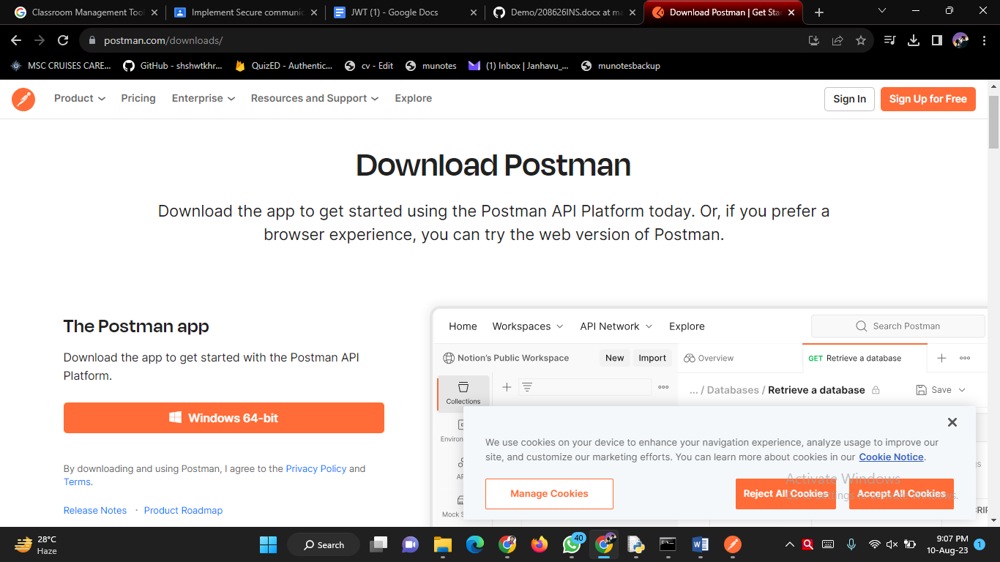 Classroom Management Tool
Implement Secure communic
JWT (1) - Google Docs
Demo/208626INS.docx at ma
Download Postman | Get Sta
postman.com/downloads/
MSC CRUISES CARE...
GitHub - shshwtkhr...
QuizED - Authentic...
cv - Edit
munotes
(1) Inbox | Janhavu_...
munotesbackup
Product
Pricing
Enterprise
Resources and Support
Explore
Sign In
Sign Up for Free
Download Postman
Download the app to get started using the Postman API Platform today. Or, if you prefer a
browser experience, you can try the web version of Postman.
The Postman app
Download the app to get started with the Postman API
Platform.
Windows 64-bit
By downloading and using Postman, I agree to the Privacy Policy and
Terms.
Release Notes · Product Roadmap
Home
Workspaces
API Network
Explore
Search Postman
Notion's Public Workspace
New
Import
Overview
GET Retrieve a database
... / Databases / Retrieve a database
Save
Collections
Environ
Mock S
We use cookies on your device to enhance your navigation experience, analyze usage to improve our
site, and customize our marketing efforts. You can learn more about cookies in our Cookie Notice.
Activate Windows
Manage Cookies
Reject All Cookies
Accept All Cookies
28°C
Haze
Search
40
9:07 PM
10-Aug-23
1